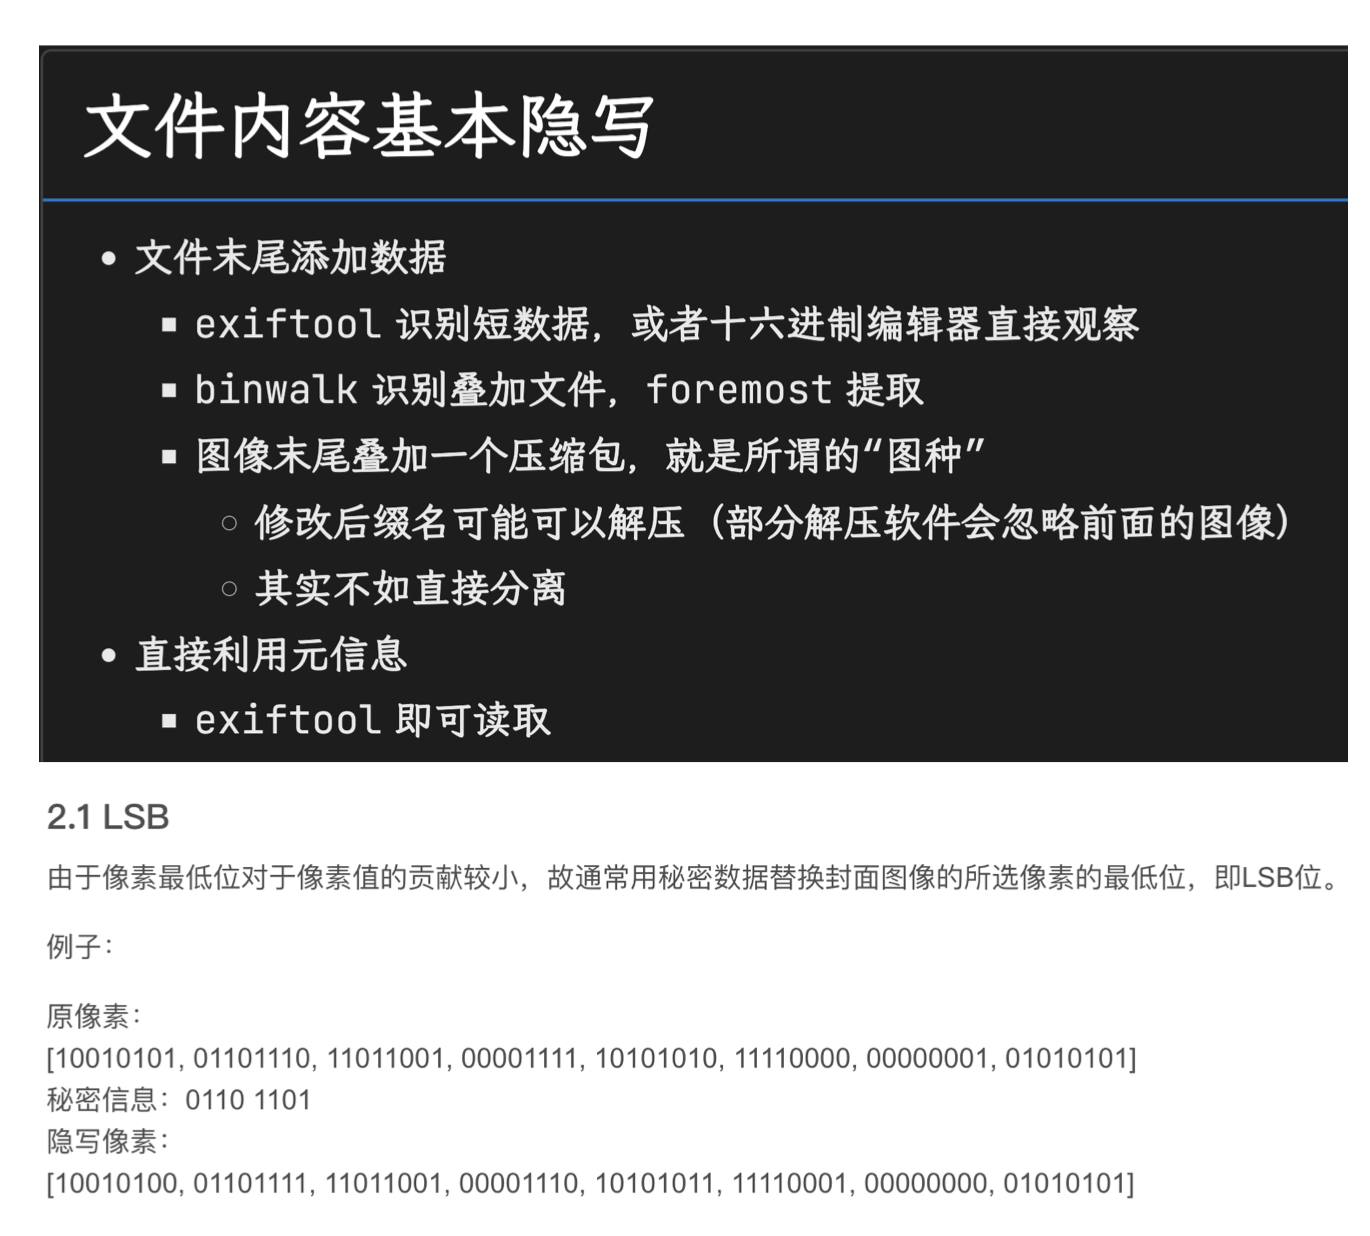 文件内容基本隐写
• 文件末尾添加数据
▪ exiftool 识别短数据，或者十六进制编辑器直接观察
▪ binwalk 识别叠加文件，foremost 提取
▪ 图像末尾叠加一个压缩包，就是所谓的“图种”
○ 修改后缀名可能可以解压（部分解压软件会忽略前面的图像）
○ 其实不如直接分离
• 直接利用元信息
▪ exiftool 即可读取
2.1 LSB
由于像素最低位对于像素值的贡献较小，故通常用秘密数据替换封面图像的所选像素的最低位，即LSB位。
例子：
原像素：
[10010101, 01101110, 11011001, 00001111, 10101010, 11110000, 00000001, 01010101]
秘密信息：0110 1101
隐写像素：
[10010100, 01101111, 11011001, 00001110, 10101011, 11110001, 00000000, 01010101]